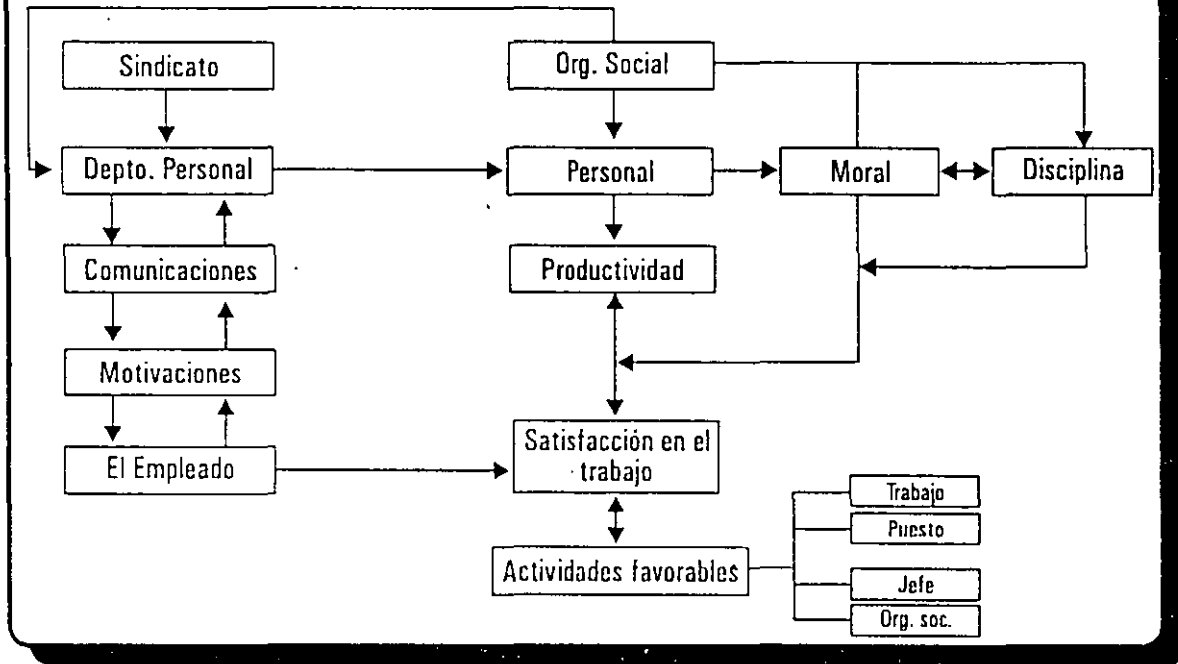 Sindicato
Org. Social
Depto. Personal
Personal
Moral
Disciplina
Comunicaciones
Productividad
Motivaciones
El Empleado
Satisfacción en el
trabajo
Actividades favorables
Trabajo
Puesto
Jefe
Org. soc.